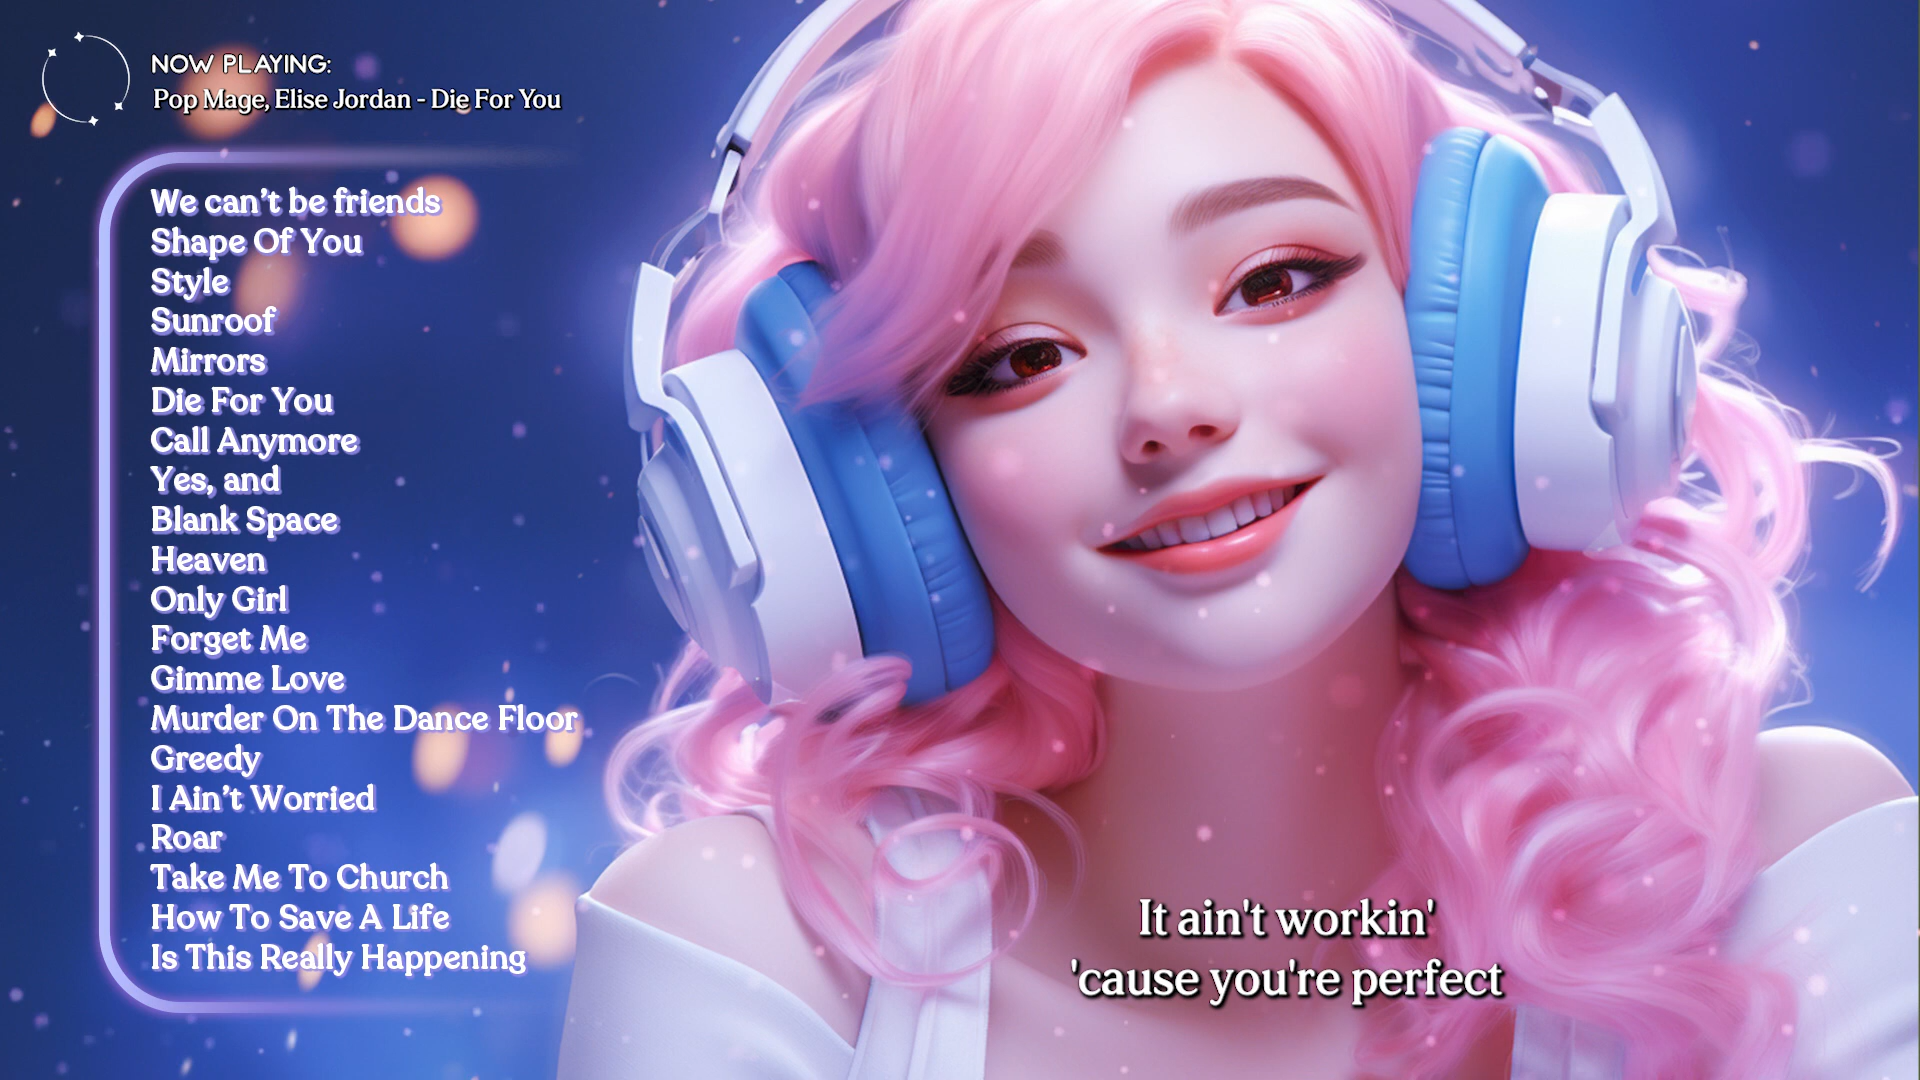 NOW PLAYING:
Pop Mage, Elise Jordan - Die For You
We can't be friends
Shape Of You
Style
Sunroof
Mirrors
Die For You
Call Anymore
Yes, and
Blank Space
Heaven
Only Girl
Forget Me
Gimme Love
Murder On The Dance Floor
Greedy
I Ain't Worried
Roar
Take Me To Church
How To Save A Life
Is This Really Happening
It ain't workin'
'cause you're perfect